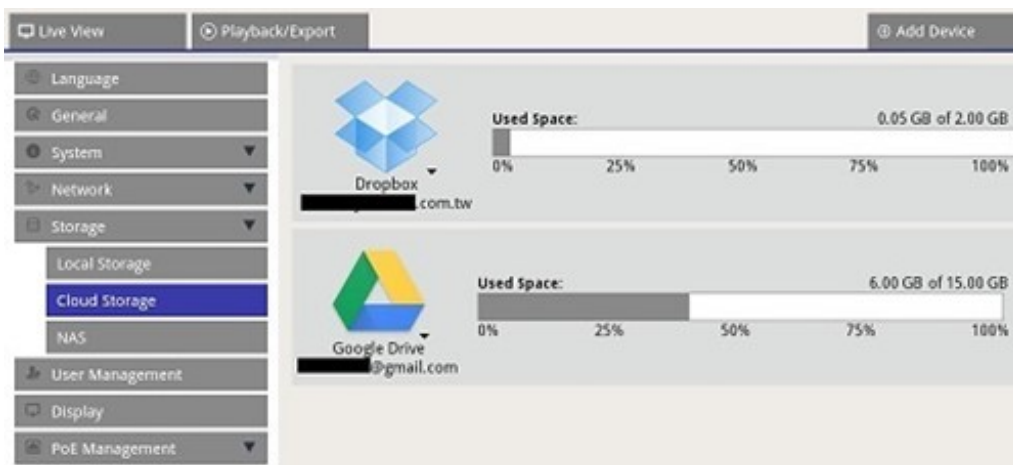 Live View
Playback/Export
Add Device
Language
General
System
Network
Storage
Local Storage
Cloud Storage
NAS
User Management
Display
PoE Management
Used Space:
0.05 GB of 2.00 GB
0% 25% 50% 75% 100%
Dropbox
.com.tw
Used Space:
6.00 GB of 15.00 GB
0% 25% 50% 75% 100%
Google Drive
@gmail.com